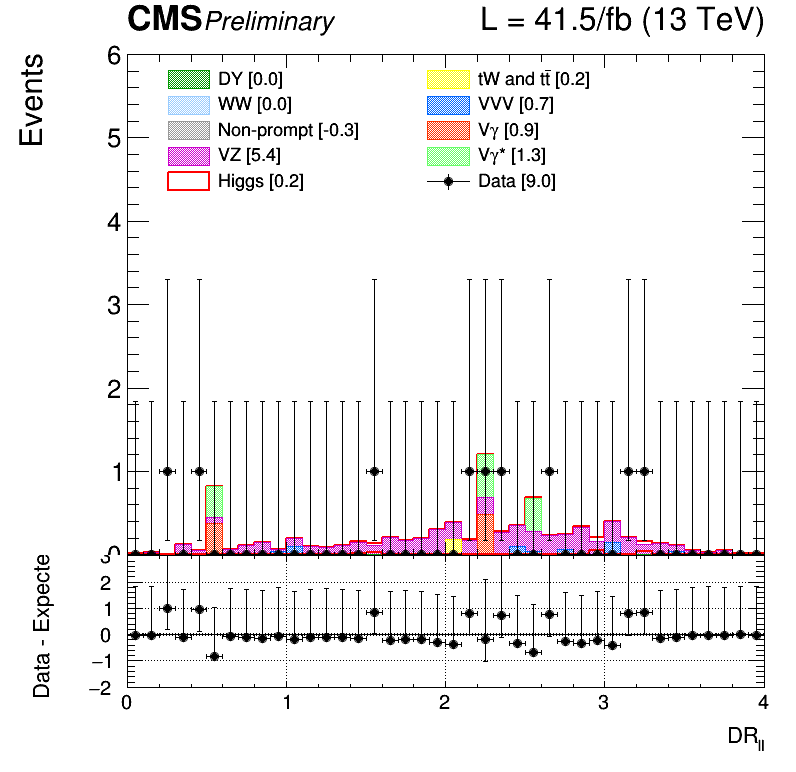 CMS Preliminary L = 41.5/fb (13 TeV)
Events
6
5
4
3
2
1
0
DY [0.0]
WW [0.0]
Non-prompt [-0.3]
VZ [5.4]
Higgs [0.2]
tW and tt̄ [0.2]
VVV [0.7]
Vγ [0.9]
Vγ* [1.3]
Data [9.0]
Data - Expecte
3
2
1
0
−1
−2
0 1 2 3 4
DR_ll